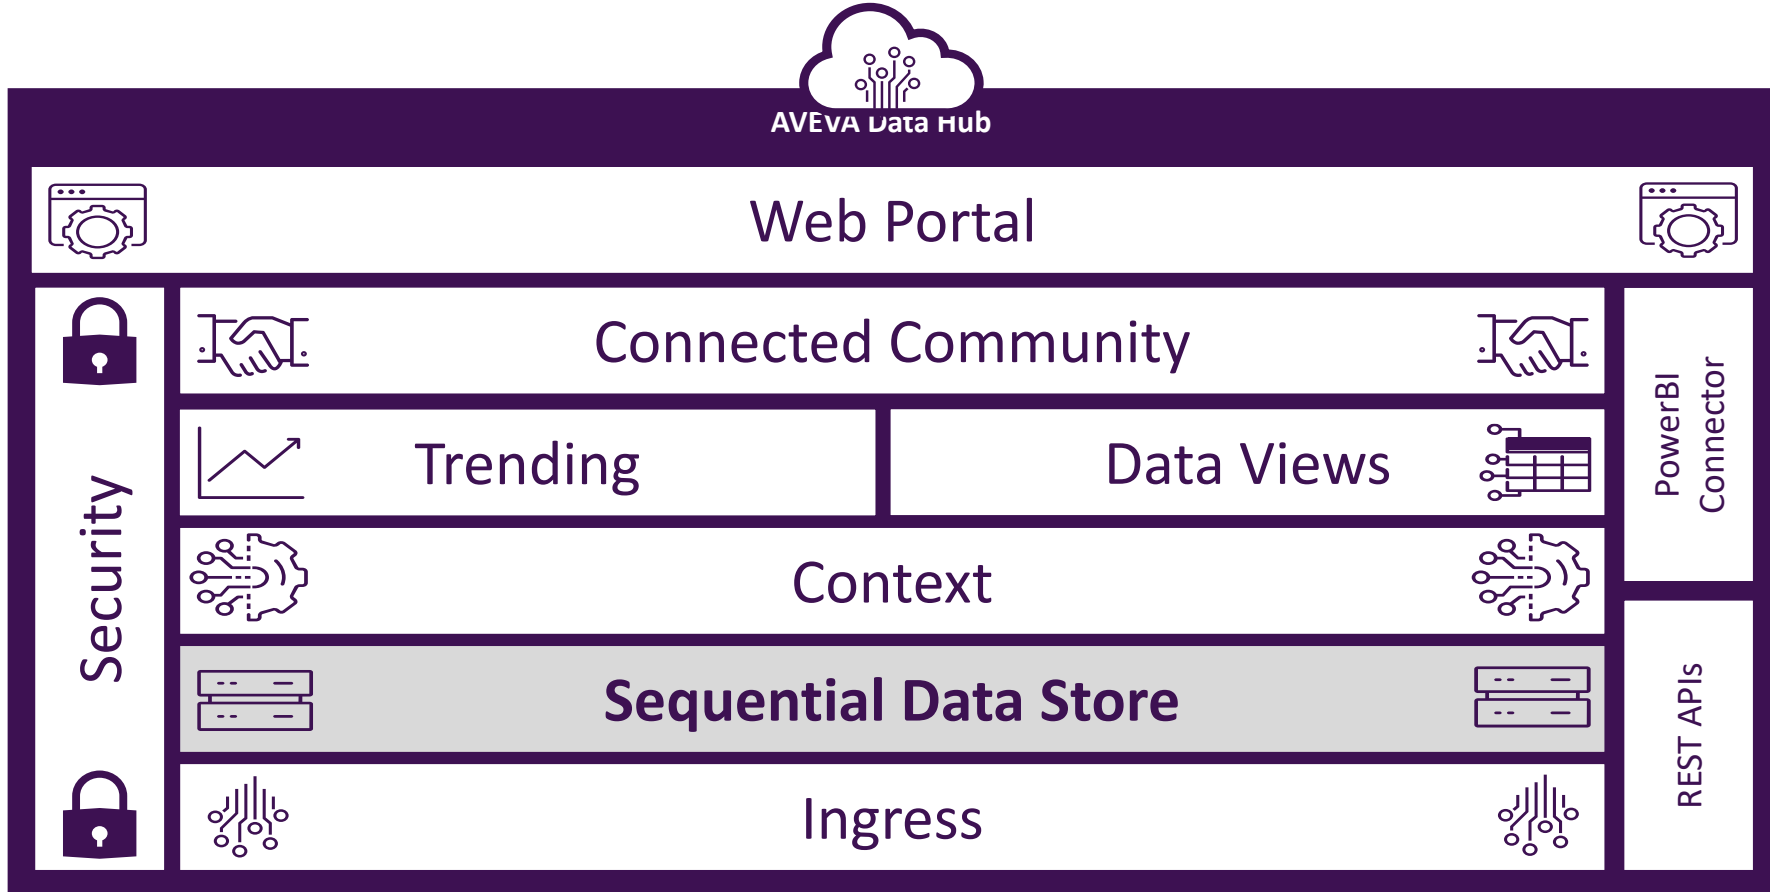 AVEVA Data Hub
Web Portal
Security
Connected Community
Trending
Data Views
Context
Sequential Data Store
Ingress
PowerBI
Connector
REST APIs